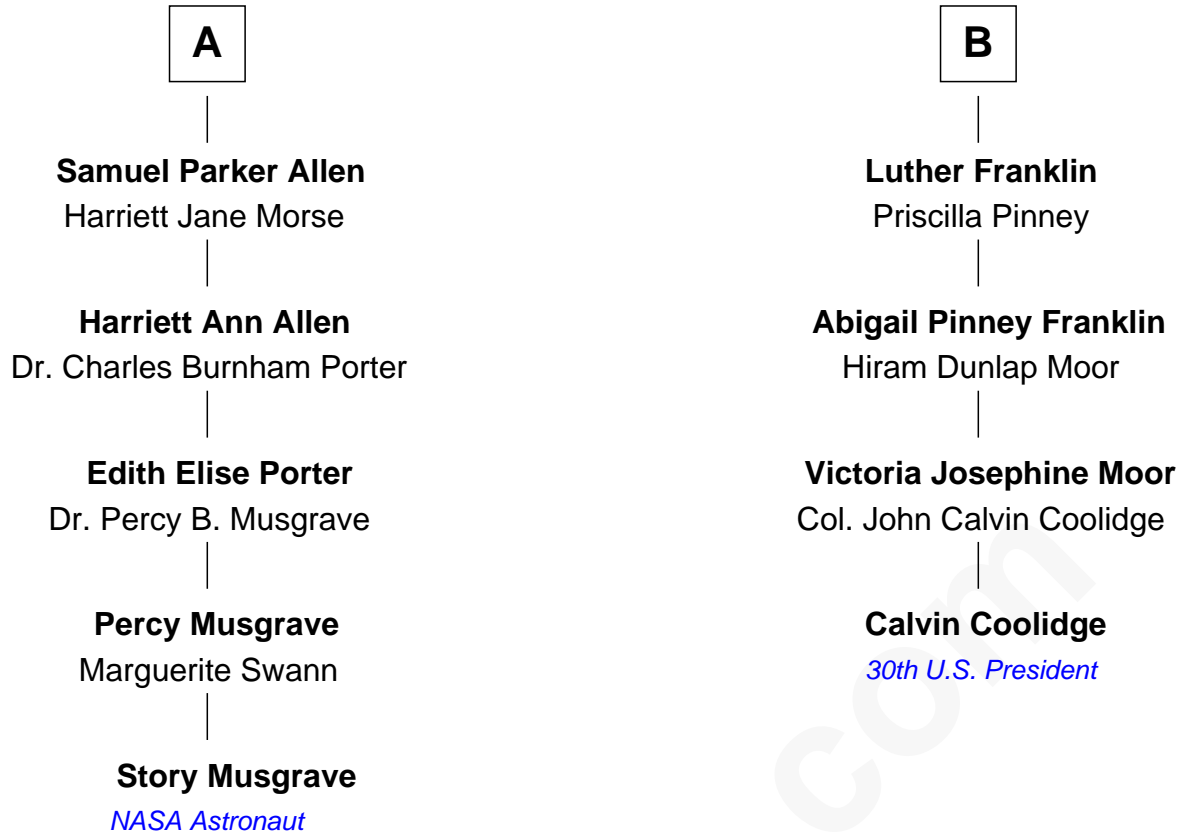 A
Samuel Parker Allen
Harriett Jane Morse
Harriett Ann Allen
Dr. Charles Burnham Porter
Edith Elise Porter
Dr. Percy B. Musgrave
Percy Musgrave
Marguerite Swann
Story Musgrave
NASA Astronaut
B
Luther Franklin
Priscilla Pinney
Abigail Pinney Franklin
Hiram Dunlap Moor
Victoria Josephine Moor
Col. John Calvin Coolidge
Calvin Coolidge
30th U.S. President
com